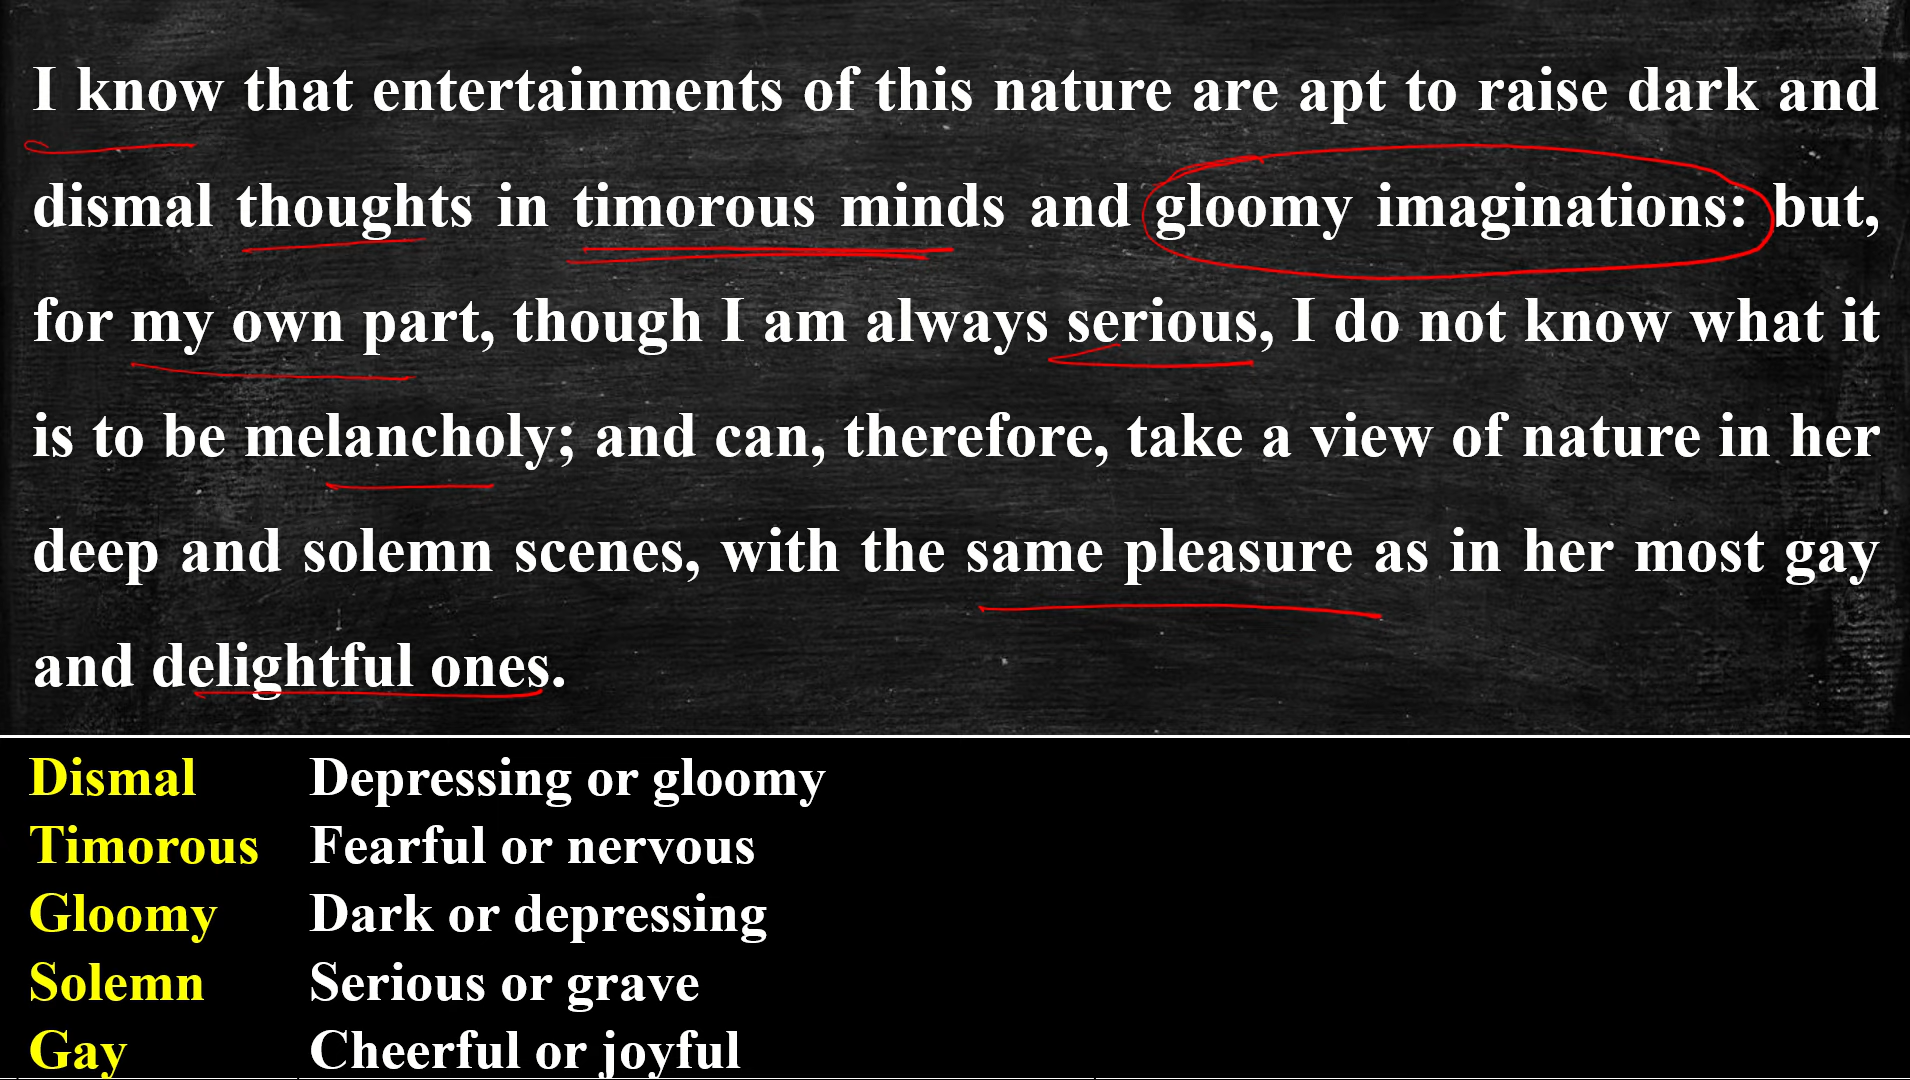 I know that entertainments of this nature are apt to raise dark and
dismal thoughts in timorous minds and gloomy imaginations: but,
for my own part, though I am always serious, I do not know what it
is to be melancholy; and can, therefore, take a view of nature in her
deep and solemn scenes, with the same pleasure as in her most gay
and delightful ones.
Dismal Depressing or gloomy
Timorous Fearful or nervous
Gloomy Dark or depressing
Solemn Serious or grave
Gay Cheerful or joyful